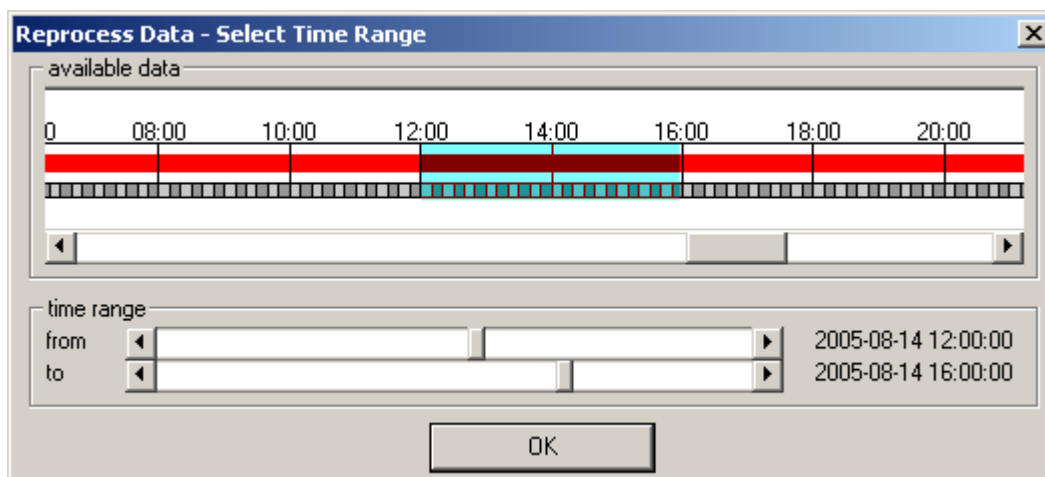 Reprocess Data - Select Time Range
available data
0 08:00 10:00 12:00 14:00 16:00 18:00 20:00
time range
from 2005-08-14 12:00:00
to 2005-08-14 16:00:00
OK